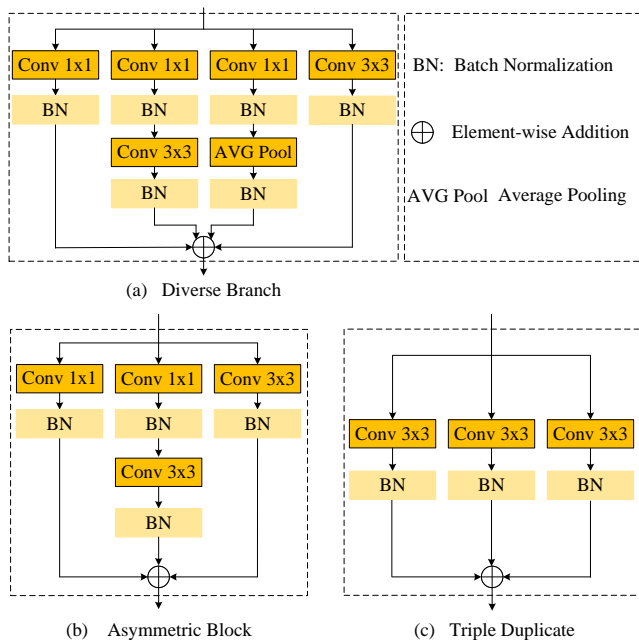 Conv 1x1 Conv 1x1 Conv 1x1 Conv 3x3
BN BN BN BN
Conv 3x3 AVG Pool
BN BN
BN: Batch Normalization
Element-wise Addition
AVG Pool Average Pooling
(a) Diverse Branch
Conv 1x1 Conv 1x1 Conv 3x3
BN BN BN
Conv 3x3
BN
(b) Asymmetric Block
Conv 3x3 Conv 3x3 Conv 3x3
BN BN BN
(c) Triple Duplicate